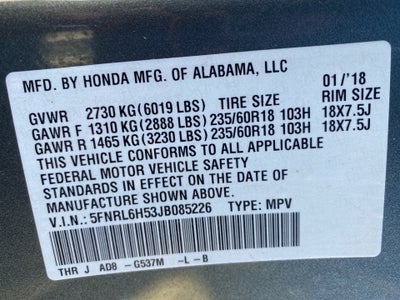 MFD. BY HONDA MFG. OF ALABAMA, LLC 01/'18
GVWR 2730 KG(6019 LBS) TIRE SIZE RIM SIZE
GAWR F 1310 KG(2888 LBS) 235/60R18 103H 18X7.5J
GAWR R 1465 KG(3230 LBS) 235/60R18 103H 18X7.5J
THIS VEHICLE CONFORMS TO ALL APPLICABLE
FEDERAL MOTOR VEHICLE SAFETY
STANDARDS IN EFFECT ON THE DATE OF
MANUFACTURE SHOWN ABOVE.
V.I.N.: 5FNRL6H53JB085226 TYPE: MPV
THR J AD8 -G537M -L-B